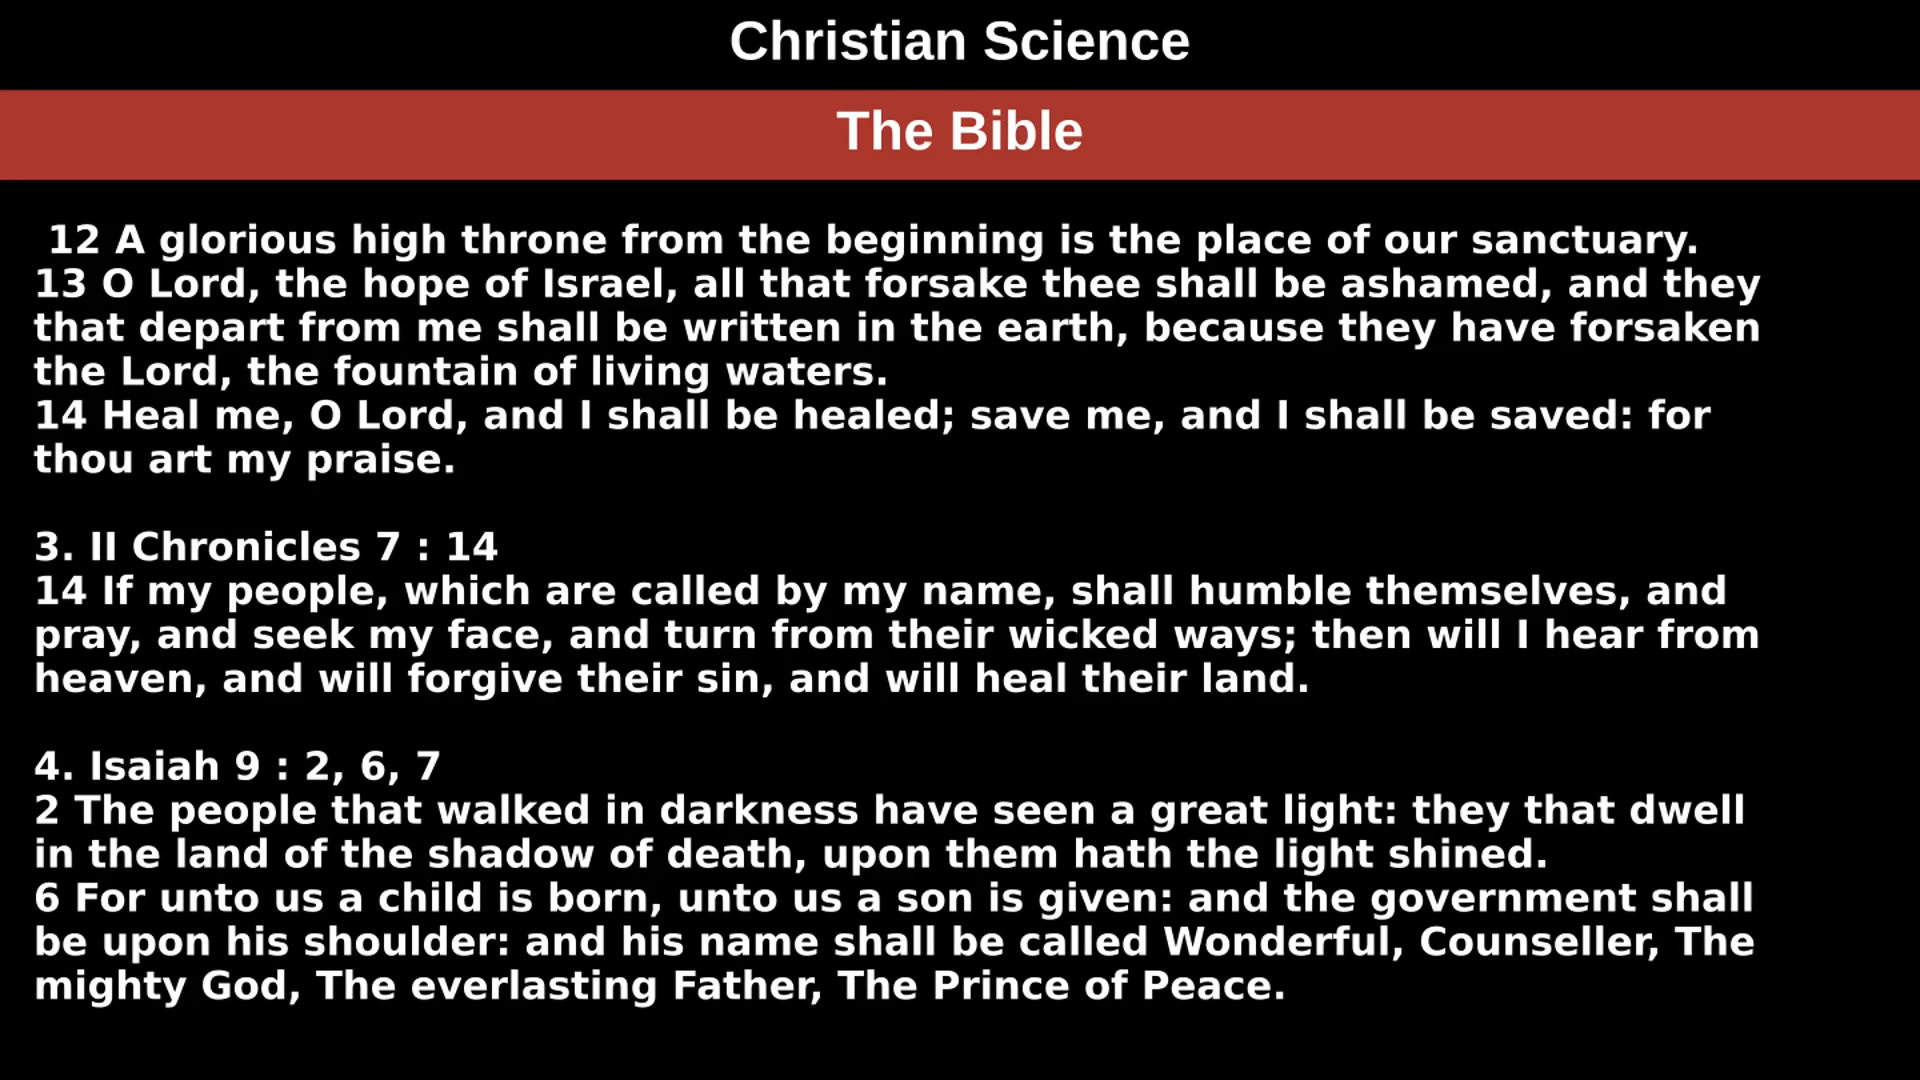 Christian Science
The Bible
12 A glorious high throne from the beginning is the place of our sanctuary.
13 O Lord, the hope of Israel, all that forsake thee shall be ashamed, and they
that depart from me shall be written in the earth, because they have forsaken
the Lord, the fountain of living waters.
14 Heal me, O Lord, and I shall be healed; save me, and I shall be saved: for
thou art my praise.
3. II Chronicles 7 : 14
14 If my people, which are called by my name, shall humble themselves, and
pray, and seek my face, and turn from their wicked ways; then will I hear from
heaven, and will forgive their sin, and will heal their land.
4. Isaiah 9 : 2, 6, 7
2 The people that walked in darkness have seen a great light: they that dwell
in the land of the shadow of death, upon them hath the light shined.
6 For unto us a child is born, unto us a son is given: and the government shall
be upon his shoulder: and his name shall be called Wonderful, Counseller, The
mighty God, The everlasting Father, The Prince of Peace.